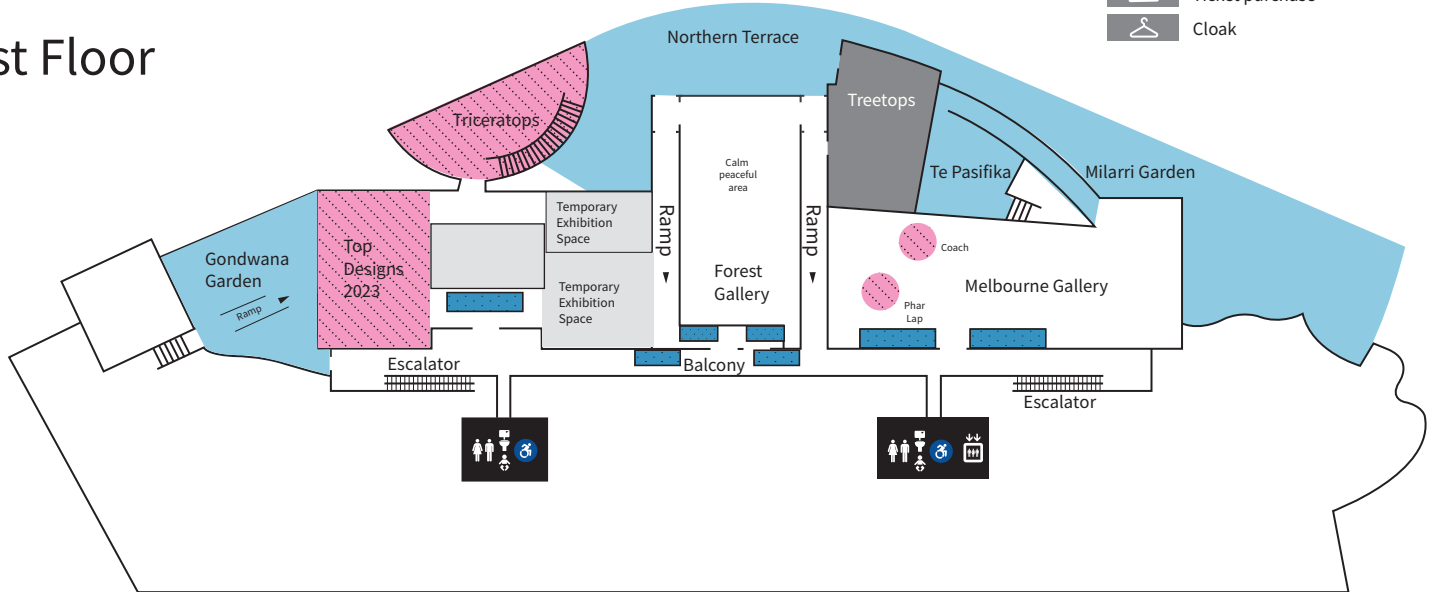 st Floor
Cloak
Northern Terrace
Triceratops
Treetops
Calm
peaceful
area
Te Pasifika
Milarri Garden
Temporary
Exhibition
Space
Ramp
Ramp
Gondwana
Garden
Ramp
Top
Designs
2023
Coach
Temporary
Exhibition
Space
Forest
Gallery
Melbourne Gallery
Phar
Lap
Escalator
Balcony
Escalator